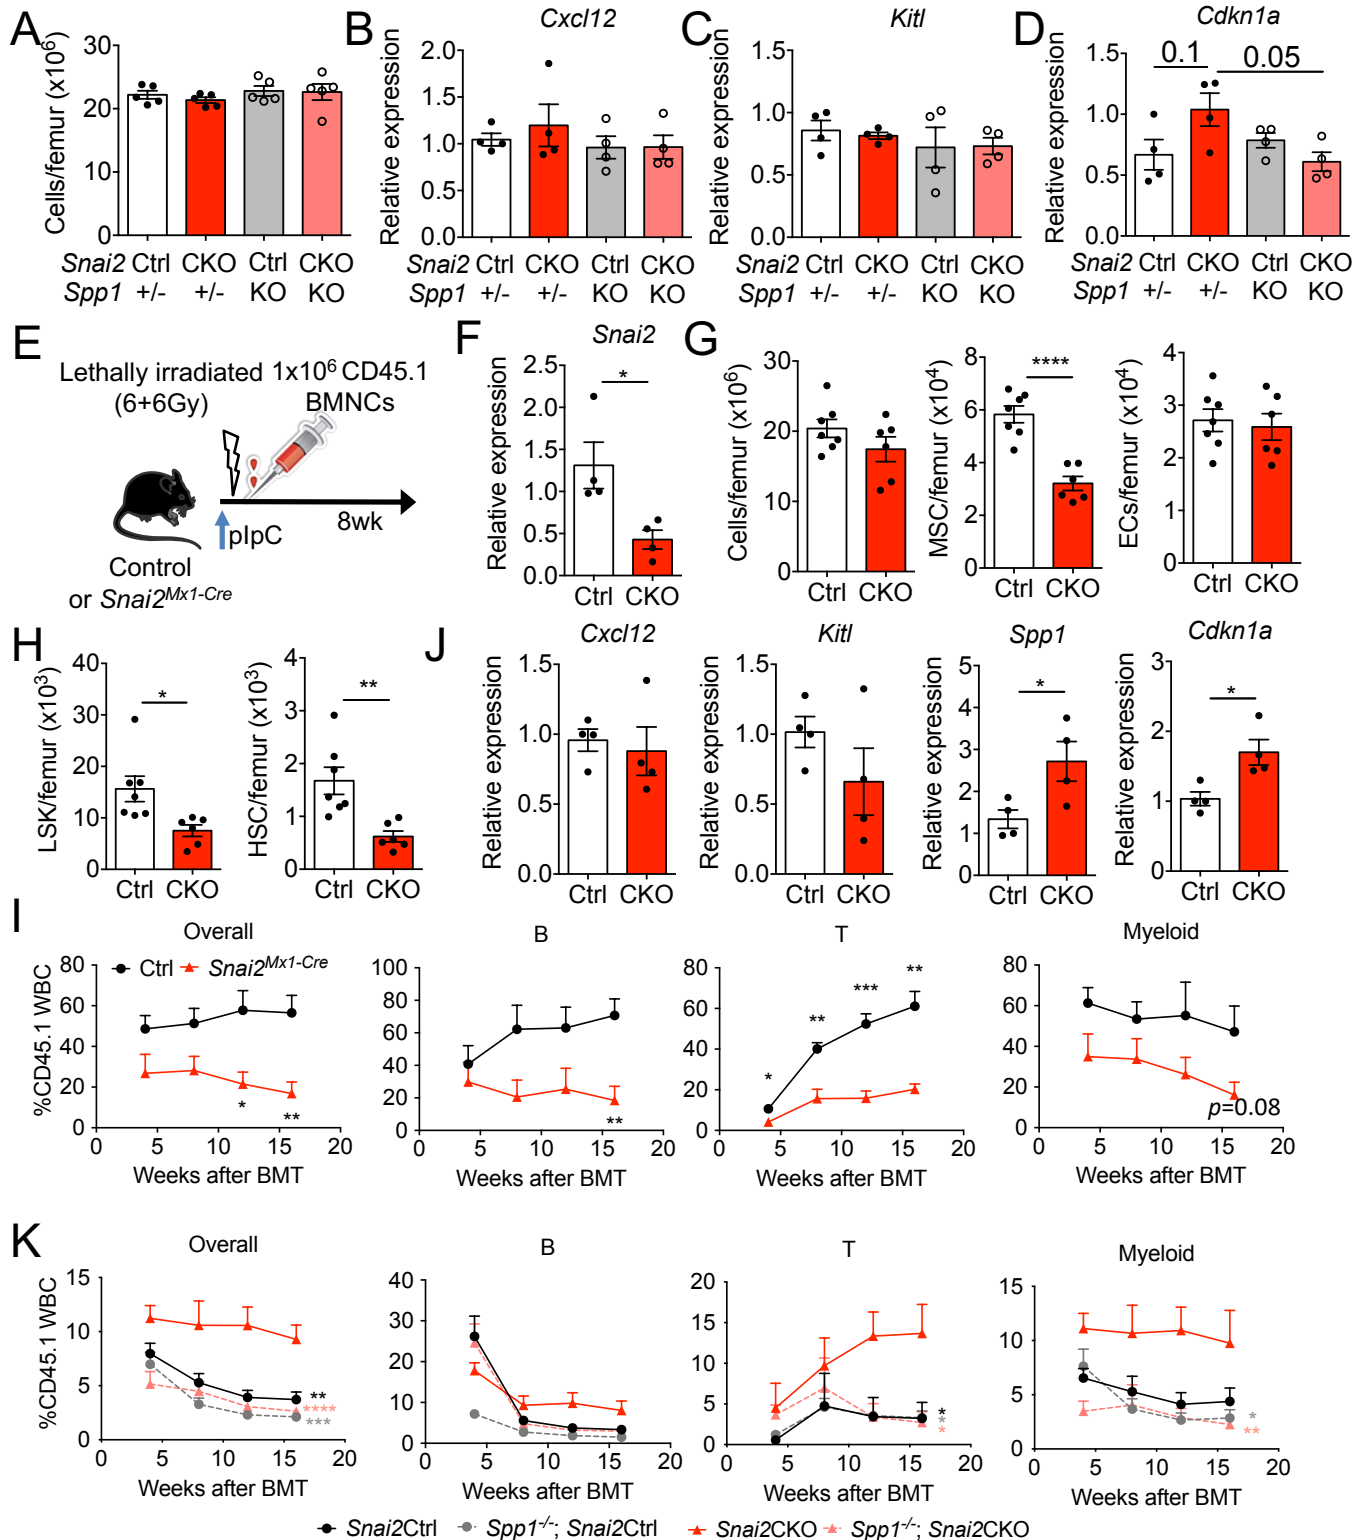 A
Cells/femur (x10⁶)
30
20
10
0
Snai2 Ctrl CKO Ctrl CKO
Spp1 +/- +/- KO KO
B
Cxcl12
Relative expression
2.0
1.5
1.0
0.5
0.0
Snai2 Ctrl CKO Ctrl CKO
Spp1 +/- +/- KO KO
C
Kitl
Relative expression
1.5
1.0
0.5
0.0
Snai2 Ctrl CKO Ctrl CKO
Spp1 +/- +/- KO KO
D
Cdkn1a
Relative expression
1.5
1.0
0.5
0.0
0.1 0.05
Snai2 Ctrl CKO Ctrl CKO
Spp1 +/- +/- KO KO
E
Lethally irradiated 1x10⁶ CD45.1
(6+6Gy) BMNCs
pIpC 8wk
Control
or Snai2^Mx1-Cre
F
Snai2
Relative expression
2.5
2.0
1.5
1.0
0.5
0.0
*
Ctrl CKO
G
Cells/femur (x10⁶)
30
20
10
0
Ctrl CKO
MSC/femur (x10⁴)
8
6
4
2
0
****
Ctrl CKO
ECs/femur (x10⁴)
4
3
2
1
0
Ctrl CKO
H
LSK/femur (x10³)
40
30
20
10
0
*
Ctrl CKO
HSC/femur (x10³)
4
3
2
1
0
**
Ctrl CKO
J
Cxcl12
Relative expression
1.5
1.0
0.5
0.0
Ctrl CKO
Kitl
Relative expression
1.5
1.0
0.5
0.0
Ctrl CKO
Spp1
Relative expression
5
4
3
2
1
0
*
Ctrl CKO
Cdkn1a
Relative expression
3
2
1
0
*
Ctrl CKO
I
Overall
Ctrl Snai2^Mx1-Cre
%CD45.1 WBC
80
60
40
20
0
* **
0 5 10 15 20
Weeks after BMT
B
100
80
60
40
20
0
**
0 5 10 15 20
Weeks after BMT
T
80
60
40
20
0
* ** *** **
0 5 10 15 20
Weeks after BMT
Myeloid
80
60
40
20
0
p=0.08
0 5 10 15 20
Weeks after BMT
K
Overall
%CD45.1 WBC
15
10
5
0
**
****
***
0 5 10 15 20
Weeks after BMT
B
40
30
20
10
0
0 5 10 15 20
Weeks after BMT
T
20
15
10
5
0
*
*
*
0 5 10 15 20
Weeks after BMT
Myeloid
15
10
5
0
*
**
0 5 10 15 20
Weeks after BMT
Snai2Ctrl Spp1⁻/⁻; Snai2Ctrl Snai2CKO Spp1⁻/⁻; Snai2CKO